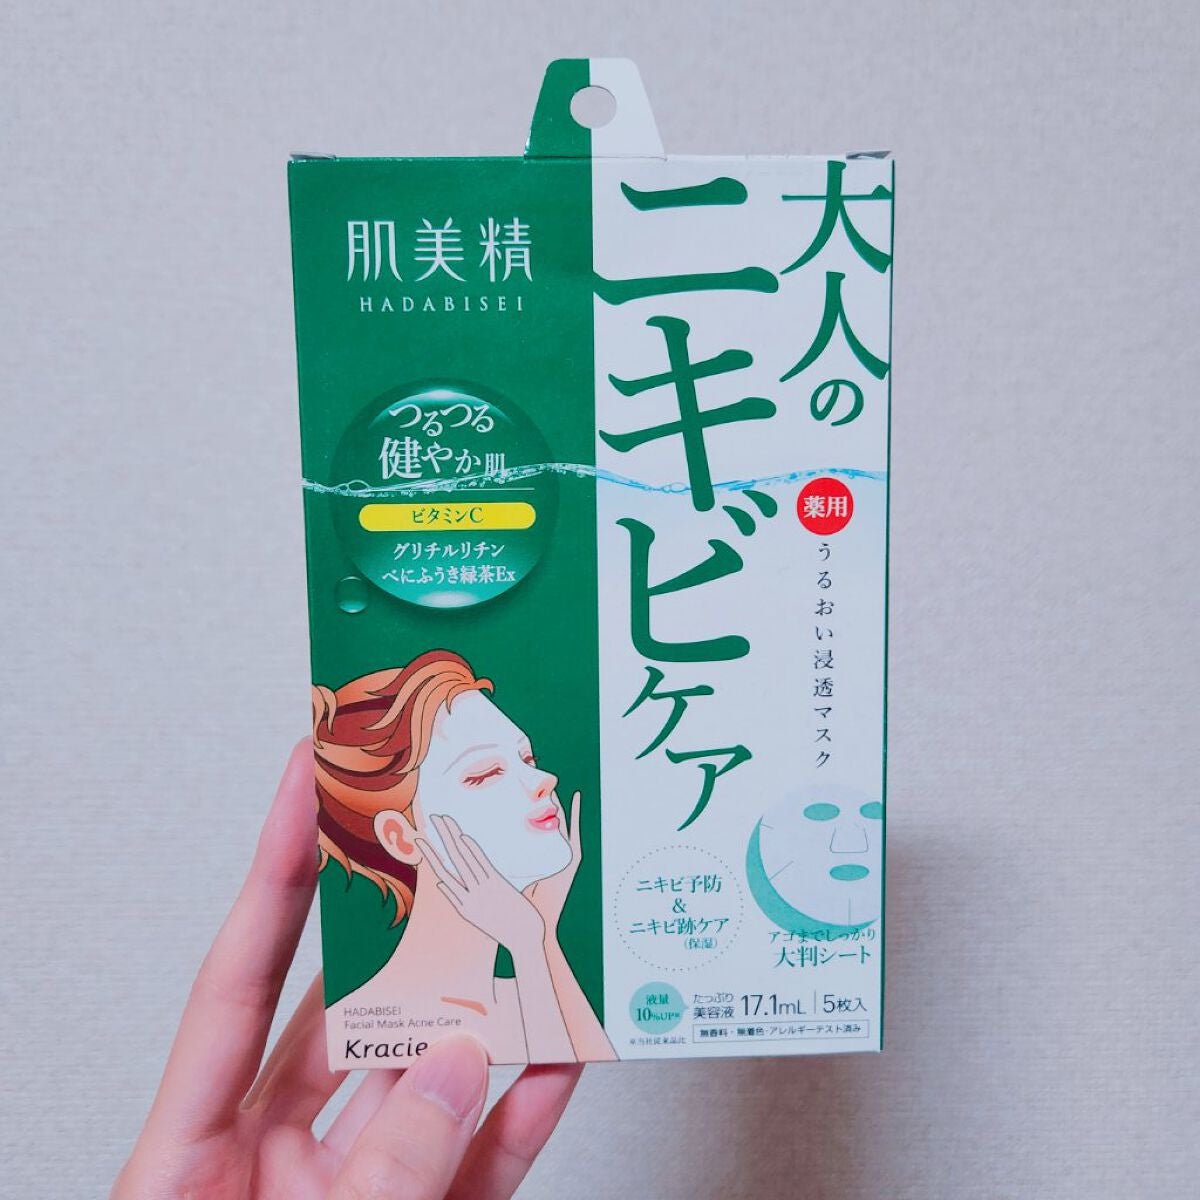 肌美精
HADABISEI
つるつる
健やか肌
ビタミンC
グリチルリチン
べにふうき緑茶Ex
大人の
ニキビケア
薬用
うるおい浸透マスク
ニキビ予防
&
ニキビ跡ケア
(保湿)
アゴまでしっかり
大判シート
液量
10%UP※
※当社従来品比
たっぷり
美容液 17.1mL 5枚入
無香料・無着色・アレルギーテスト済み
HADABISEI
Facial Mask Acne Care
Kracie